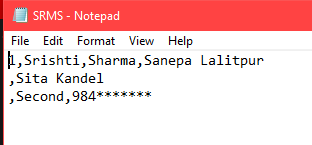 SRMS - Notepad
File Edit Format View Help
1,Srishti,Sharma,Sanepa Lalitpur
,Sita Kandel
,Second,984*******